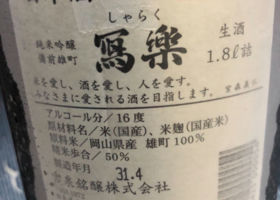 しゃらく
寫樂
純米吟醸
備前雄町
生酒
1.8ℓ詰
米を愛し、酒を愛し、人を愛す。
みなさまに愛される酒を目指します。
アルコール分／16度
原材料名／米(国産)、米麹(国産米)
原料米／岡山県産 雄町100%
精米歩合／50%
製造年月
31.4
宮泉銘醸株式会社